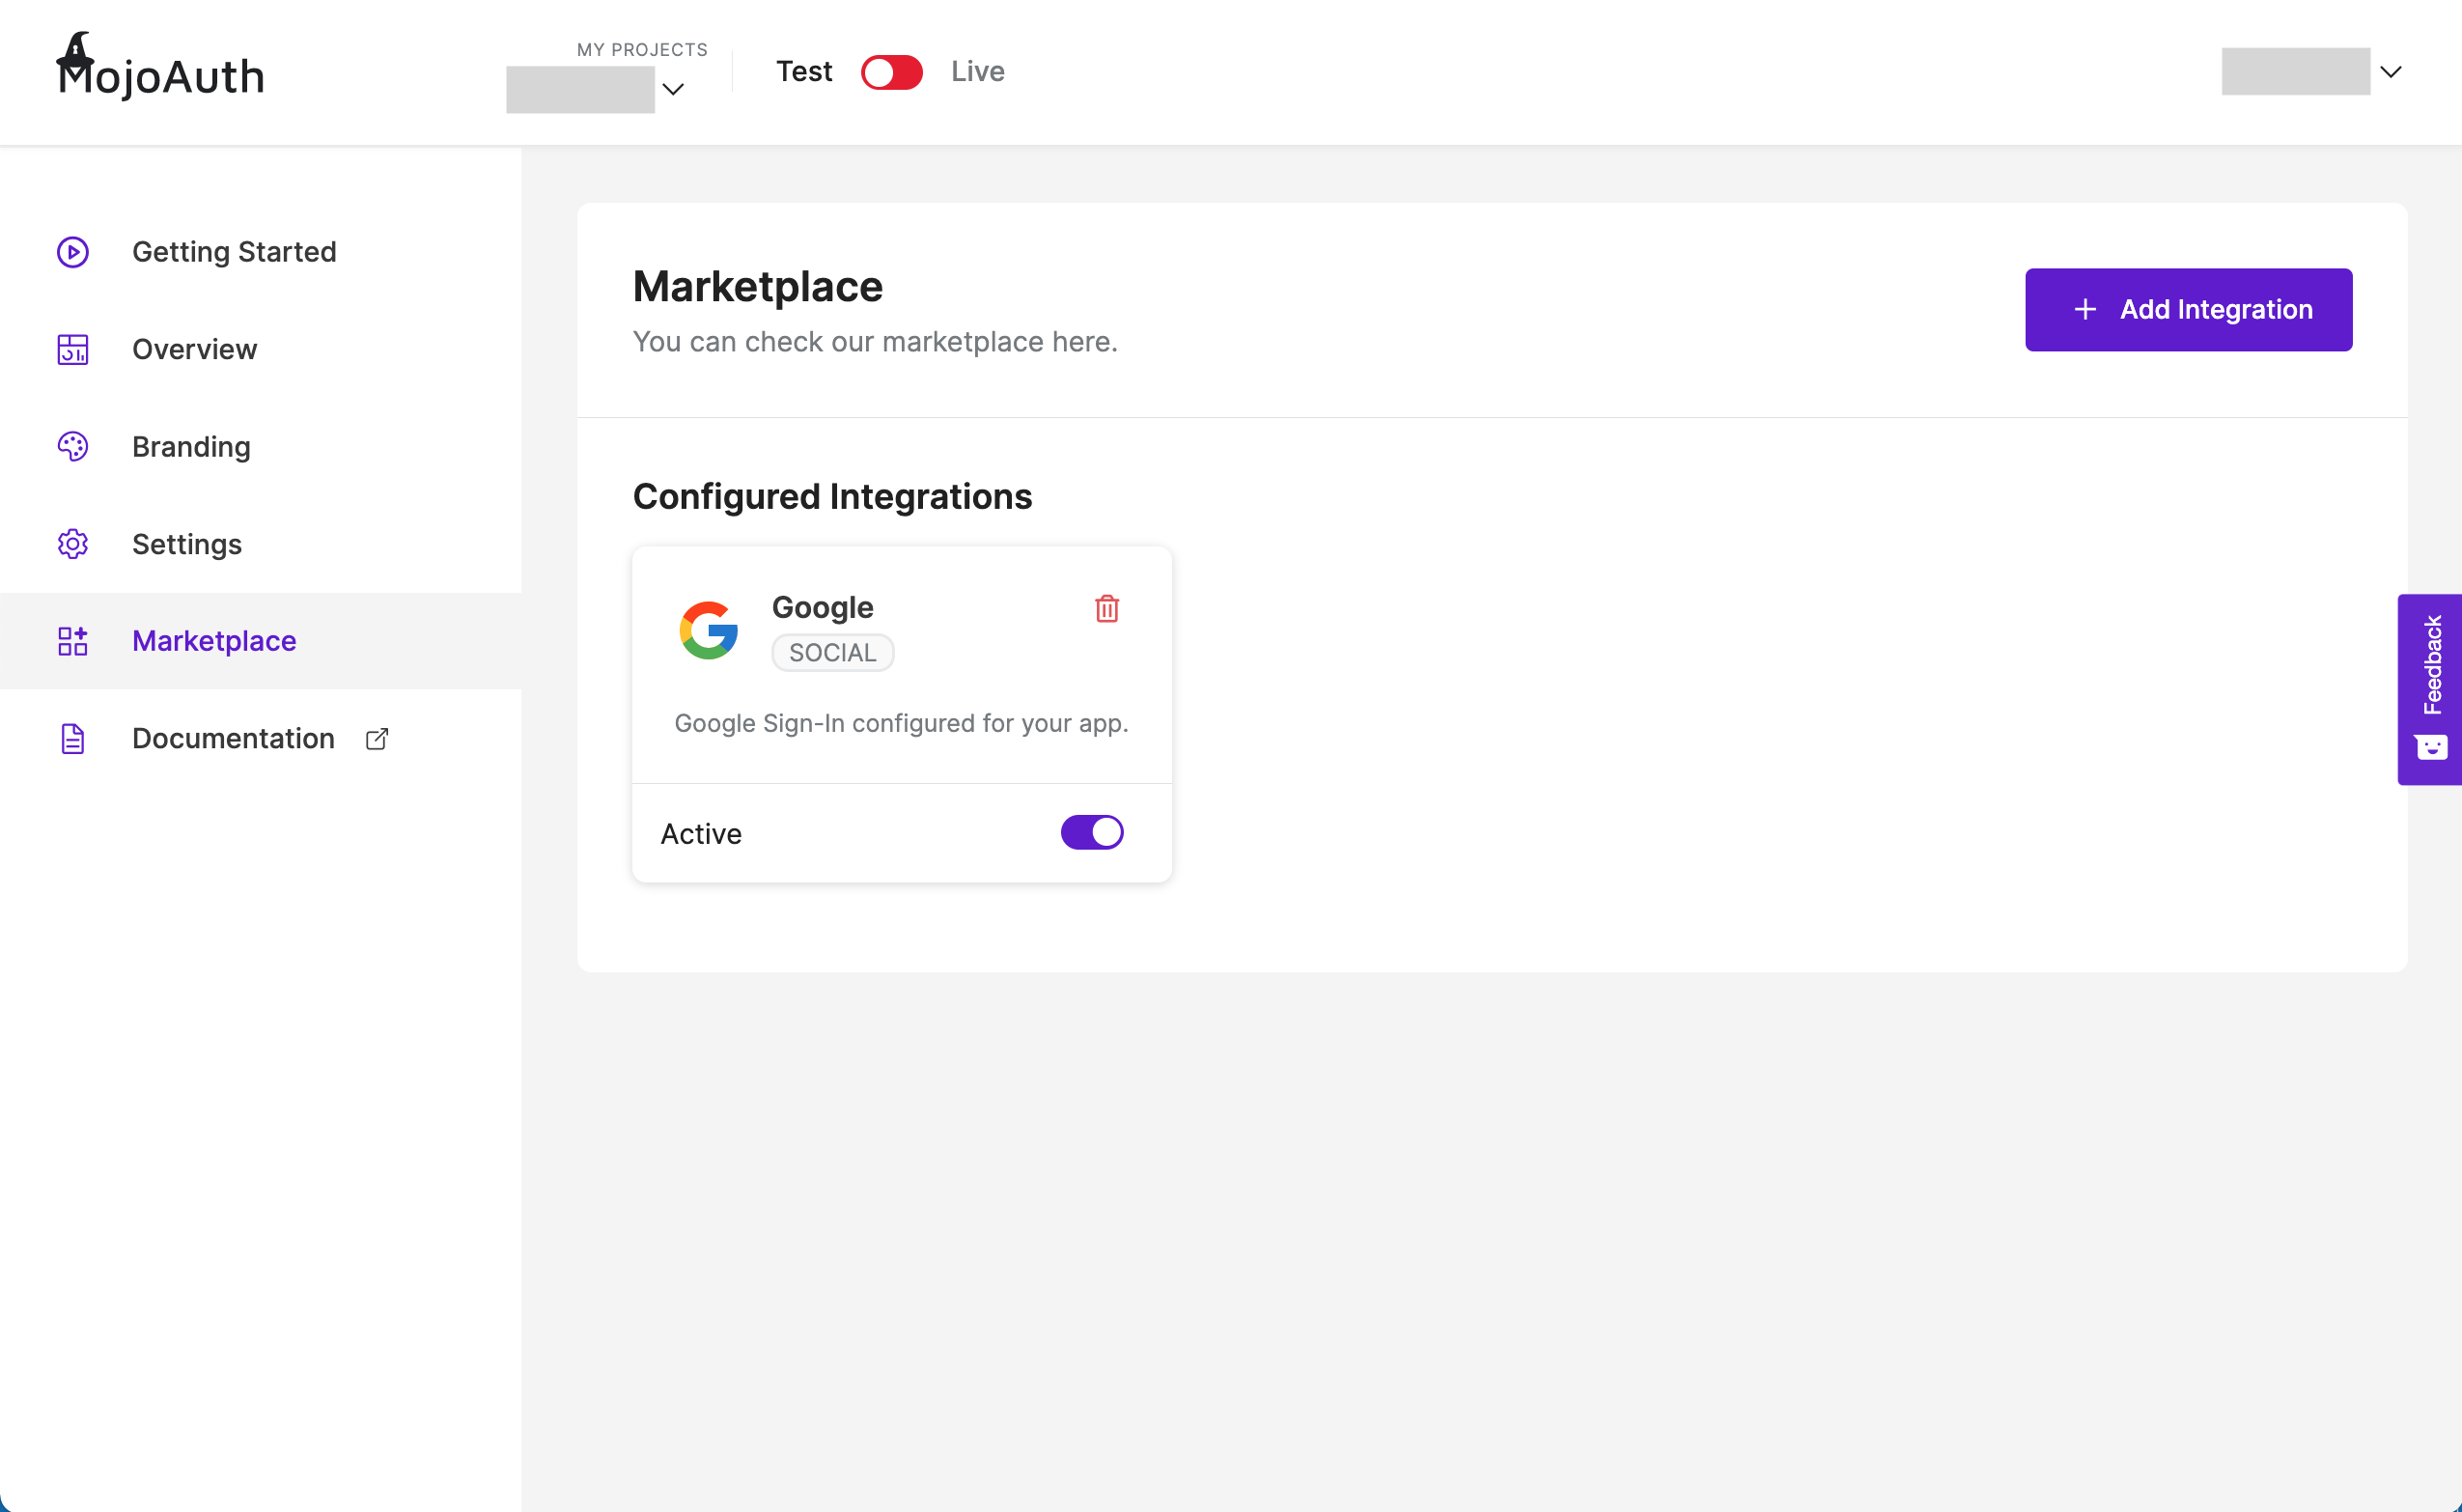 MojoAuth
MY PROJECTS
Test
Live
Getting Started
Overview
Branding
Settings
Marketplace
Documentation
Marketplace
You can check our marketplace here.
+ Add Integration
Configured Integrations
Google
SOCIAL
Google Sign-In configured for your app.
Active
Feedback